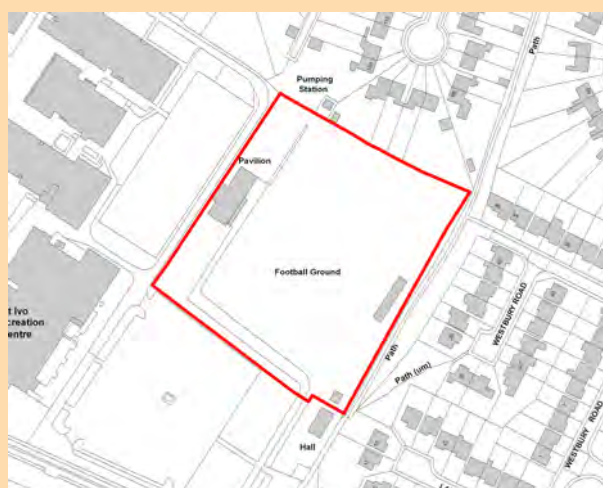 Path
Pumping
Station
Pavilion
Football Ground
t Ivo
creation
entre
WESTBURY ROAD
Path
Path (um)
Hall
WESTBURY ROAD